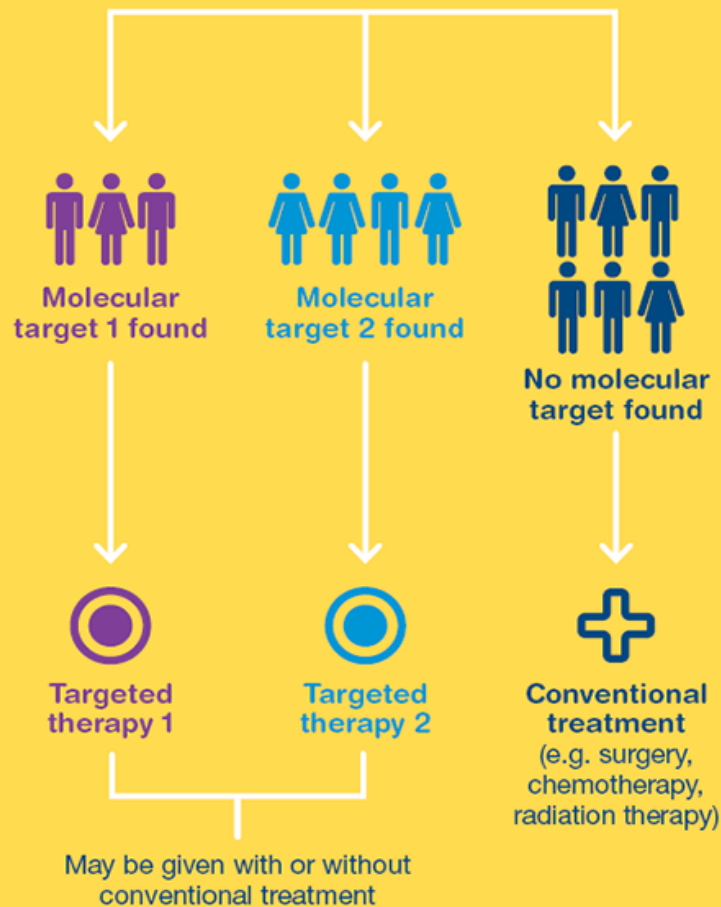 Molecular
target 1 found
Molecular
target 2 found
No molecular
target found
Targeted
therapy 1
Targeted
therapy 2
Conventional
treatment
(e.g. surgery,
chemotherapy,
radiation therapy)
May be given with or without
conventional treatment